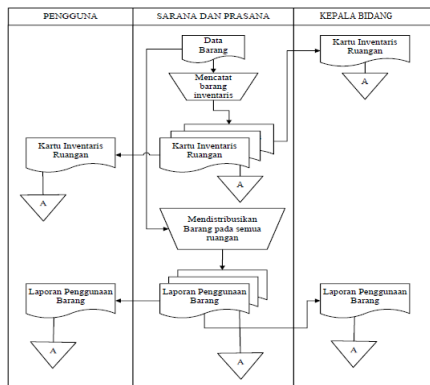 PENGGUNA
SARANA DAN PRASANA
KEPALA BIDANG
Data
Barang
Kartu Inventaris
Ruangan
A
Mencatat
barang
inventaris
Kartu Inventaris
Ruangan
A
Kartu Inventaris
Ruangan
A
Mendistribusikan
Barang pada semua
ruangan
Laporan Penggunaan
Barang
A
Laporan Penggunaan
Barang
A
Laporan Penggunaan
Barang
A